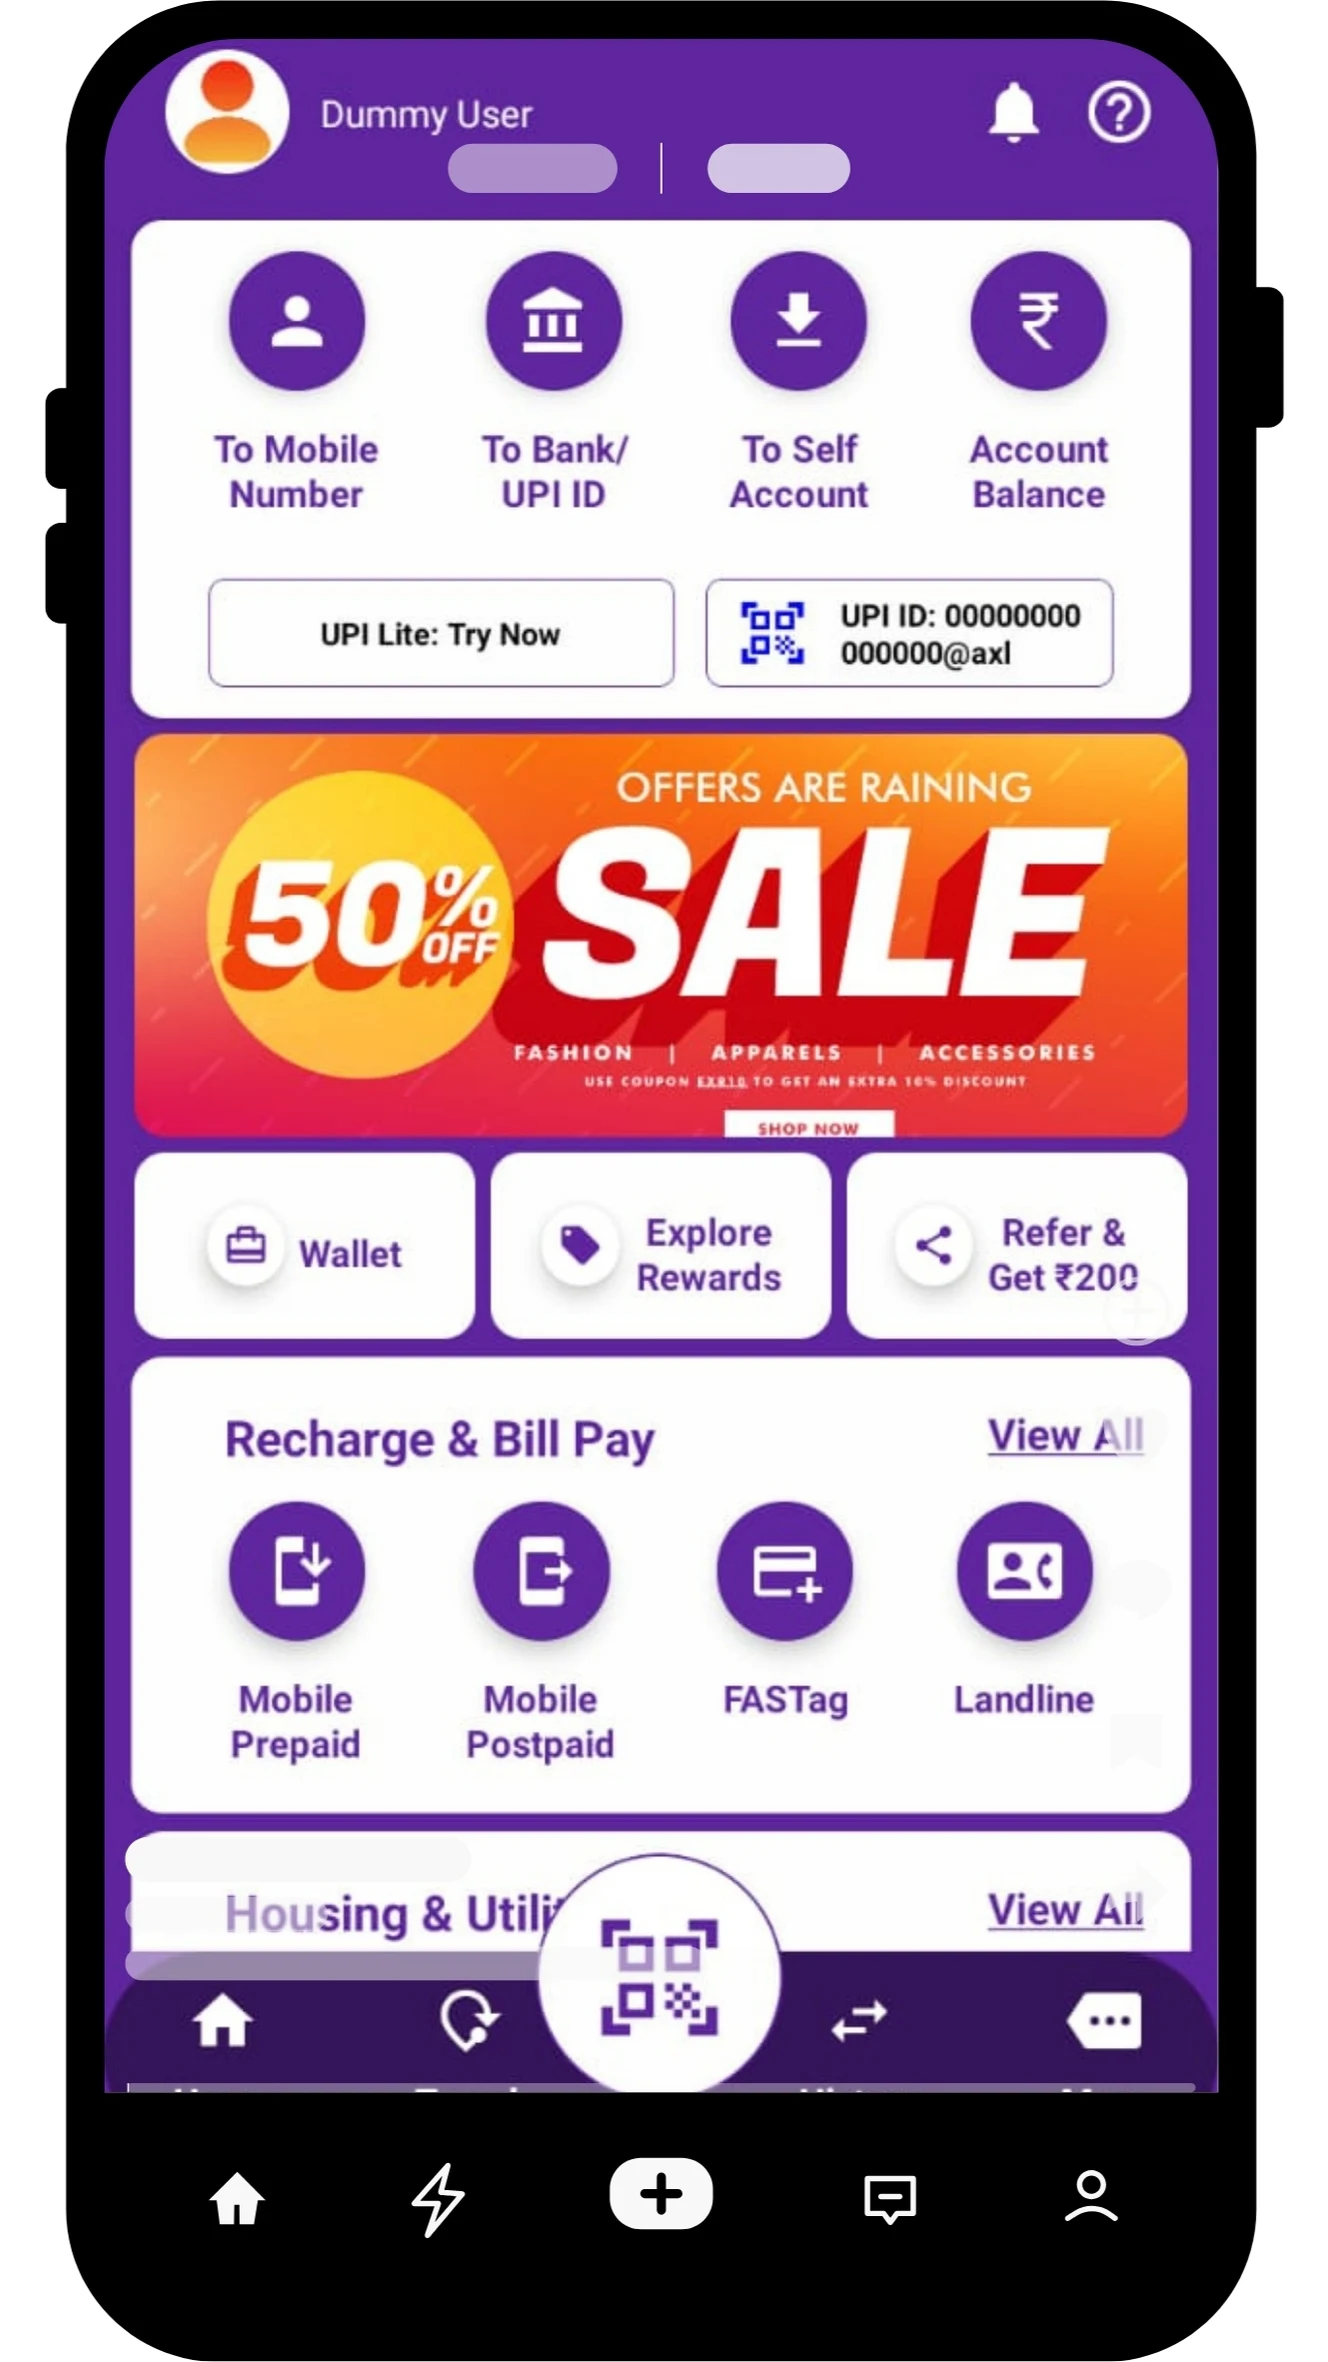 Dummy User
To Mobile
Number
To Bank/
UPI ID
To Self
Account
Account
Balance
UPI Lite: Try Now
UPI ID: 00000000
000000@axl
OFFERS ARE RAINING
50%
OFF
SALE
FASHION | APPARELS | ACCESSORIES
USE COUPON EXR10 TO GET AN EXTRA 10% DISCOUNT
SHOP NOW
Wallet
Explore
Rewards
Refer &
Get ₹200
Recharge & Bill Pay
View All
Mobile
Prepaid
Mobile
Postpaid
FASTag
Landline
Housing &
View All